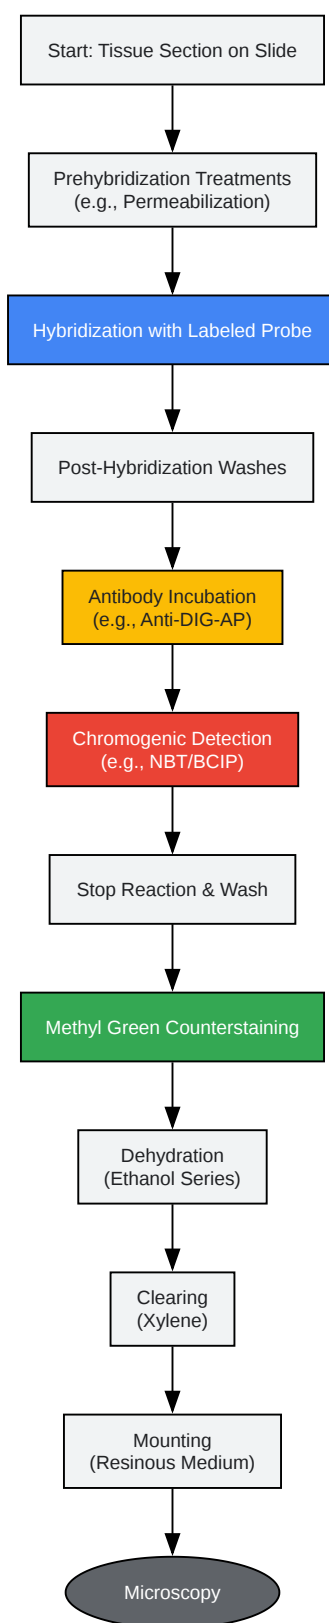 Start: Tissue Section on Slide
Prehybridization Treatments
(e.g., Permeabilization)
Hybridization with Labeled Probe
Post-Hybridization Washes
Antibody Incubation
(e.g., Anti-DIG-AP)
Chromogenic Detection
(e.g., NBT/BCIP)
Stop Reaction & Wash
Methyl Green Counterstaining
Dehydration
(Ethanol Series)
Clearing
(Xylene)
Mounting
(Resinous Medium)
Microscopy